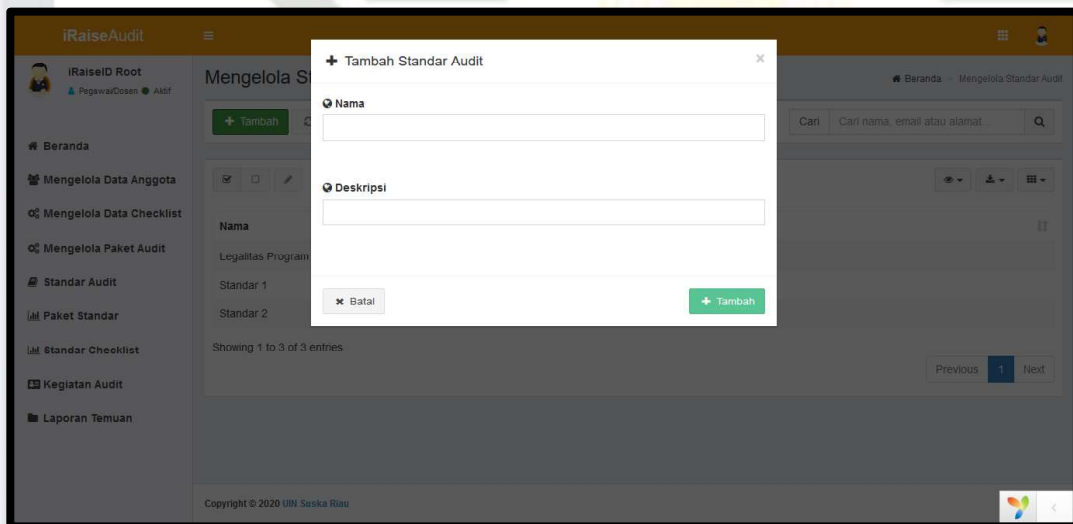 iRaiseAudit
iRaiseID Root
Pegawai/Dosen Aktif
Beranda
Mengelola Data Anggota
Mengelola Data Checklist
Mengelola Paket Audit
Standar Audit
Paket Standar
Standar Checklist
Kegiatan Audit
Laporan Temuan
Mengelola St
Beranda Mengelola Standar Audit
+ Tambah
Cari Cari nama, email atau alamat...
Nama
Legalitas Program
Standar 1
Standar 2
Showing 1 to 3 of 3 entries
Previous 1 Next
+ Tambah Standar Audit ×
Nama
Deskripsi
× Batal
+ Tambah
Copyright © 2020 UIN Suska Riau